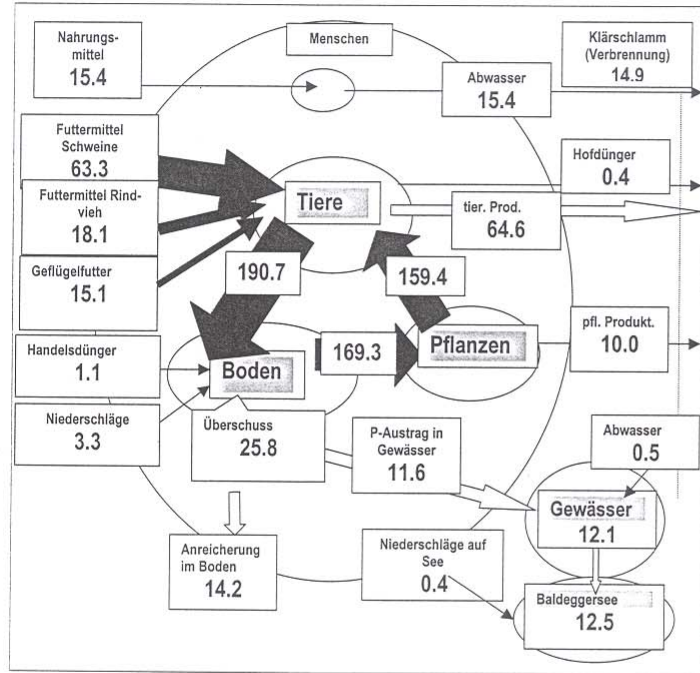 Nahrungs-
mittel
15.4
Menschen
Abwasser
15.4
Klärschlamm
(Verbrennung)
14.9
Futtermittel
Schweine
63.3
Futtermittel Rind-
vieh
18.1
Geflügelfutter
15.1
Tiere
Hofdünger
0.4
tier. Prod.
64.6
190.7
159.4
Handelsdünger
1.1
Boden
169.3
Pflanzen
pfl. Produkt.
10.0
Niederschläge
3.3
Überschuss
25.8
P-Austrag in
Gewässer
11.6
Abwasser
0.5
Gewässer
12.1
Anreicherung
im Boden
14.2
Niederschläge auf
See
0.4
Baldeggersee
12.5